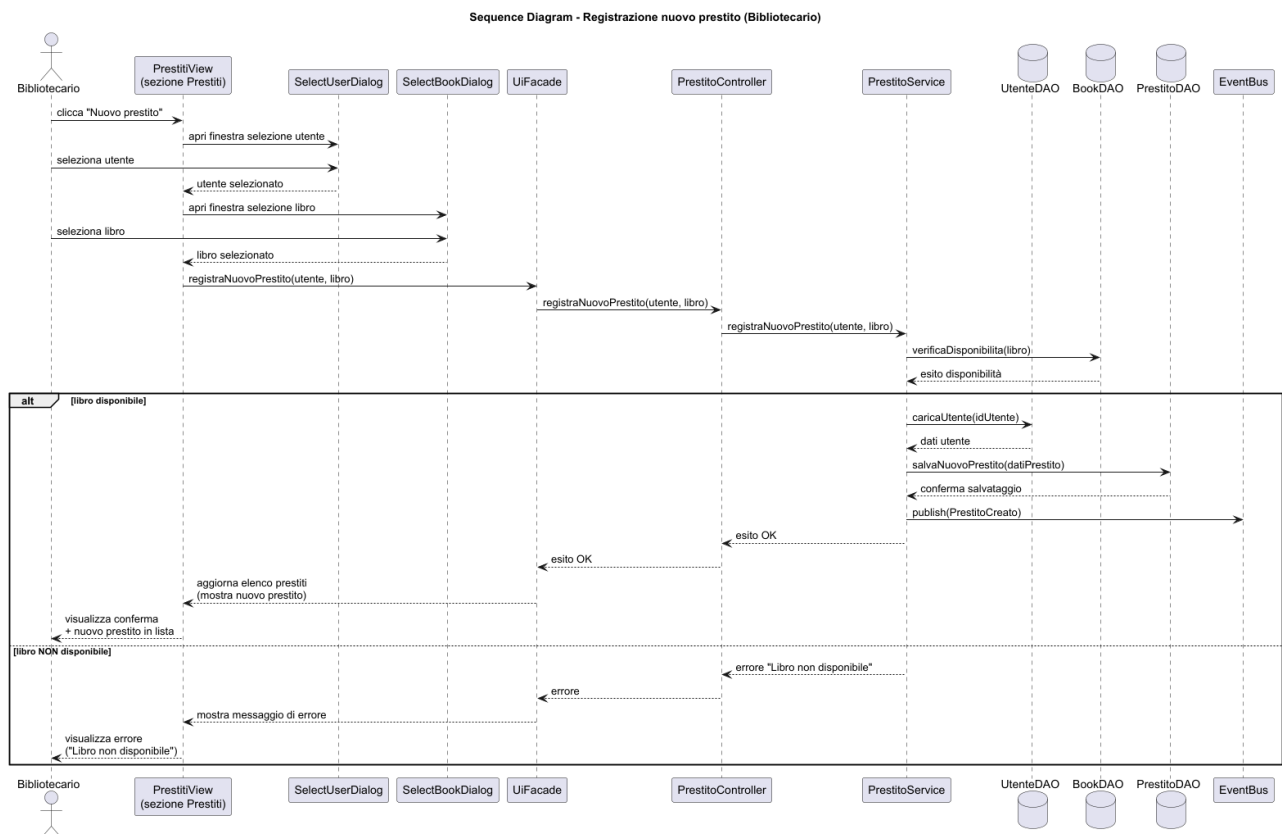 Sequence Diagram - Registrazione nuovo prestito (Bibliotecario)
Bibliotecario
PrestitiView
(sezione Prestiti)
SelectUserDialog
SelectBookDialog
UiFacade
PrestitoController
PrestitoService
UtenteDAO
BookDAO
PrestitoDAO
EventBus
clicca "Nuovo prestito"
apri finestra selezione utente
seleziona utente
utente selezionato
apri finestra selezione libro
seleziona libro
libro selezionato
registraNuovoPrestito(utente, libro)
registraNuovoPrestito(utente, libro)
registraNuovoPrestito(utente, libro)
verificaDisponibilita(libro)
esito disponibilità
alt
[libro disponibile]
caricaUtente(idUtente)
dati utente
salvaNuovoPrestito(datiPrestito)
conferma salvataggio
publish(PrestitoCreato)
esito OK
esito OK
aggiorna elenco prestiti
(mostra nuovo prestito)
visualizza conferma
+ nuovo prestito in lista
[libro NON disponibile]
errore "Libro non disponibile"
errore
mostra messaggio di errore
visualizza errore
("Libro non disponibile")
Bibliotecario
PrestitiView
(sezione Prestiti)
SelectUserDialog
SelectBookDialog
UiFacade
PrestitoController
PrestitoService
UtenteDAO
BookDAO
PrestitoDAO
EventBus